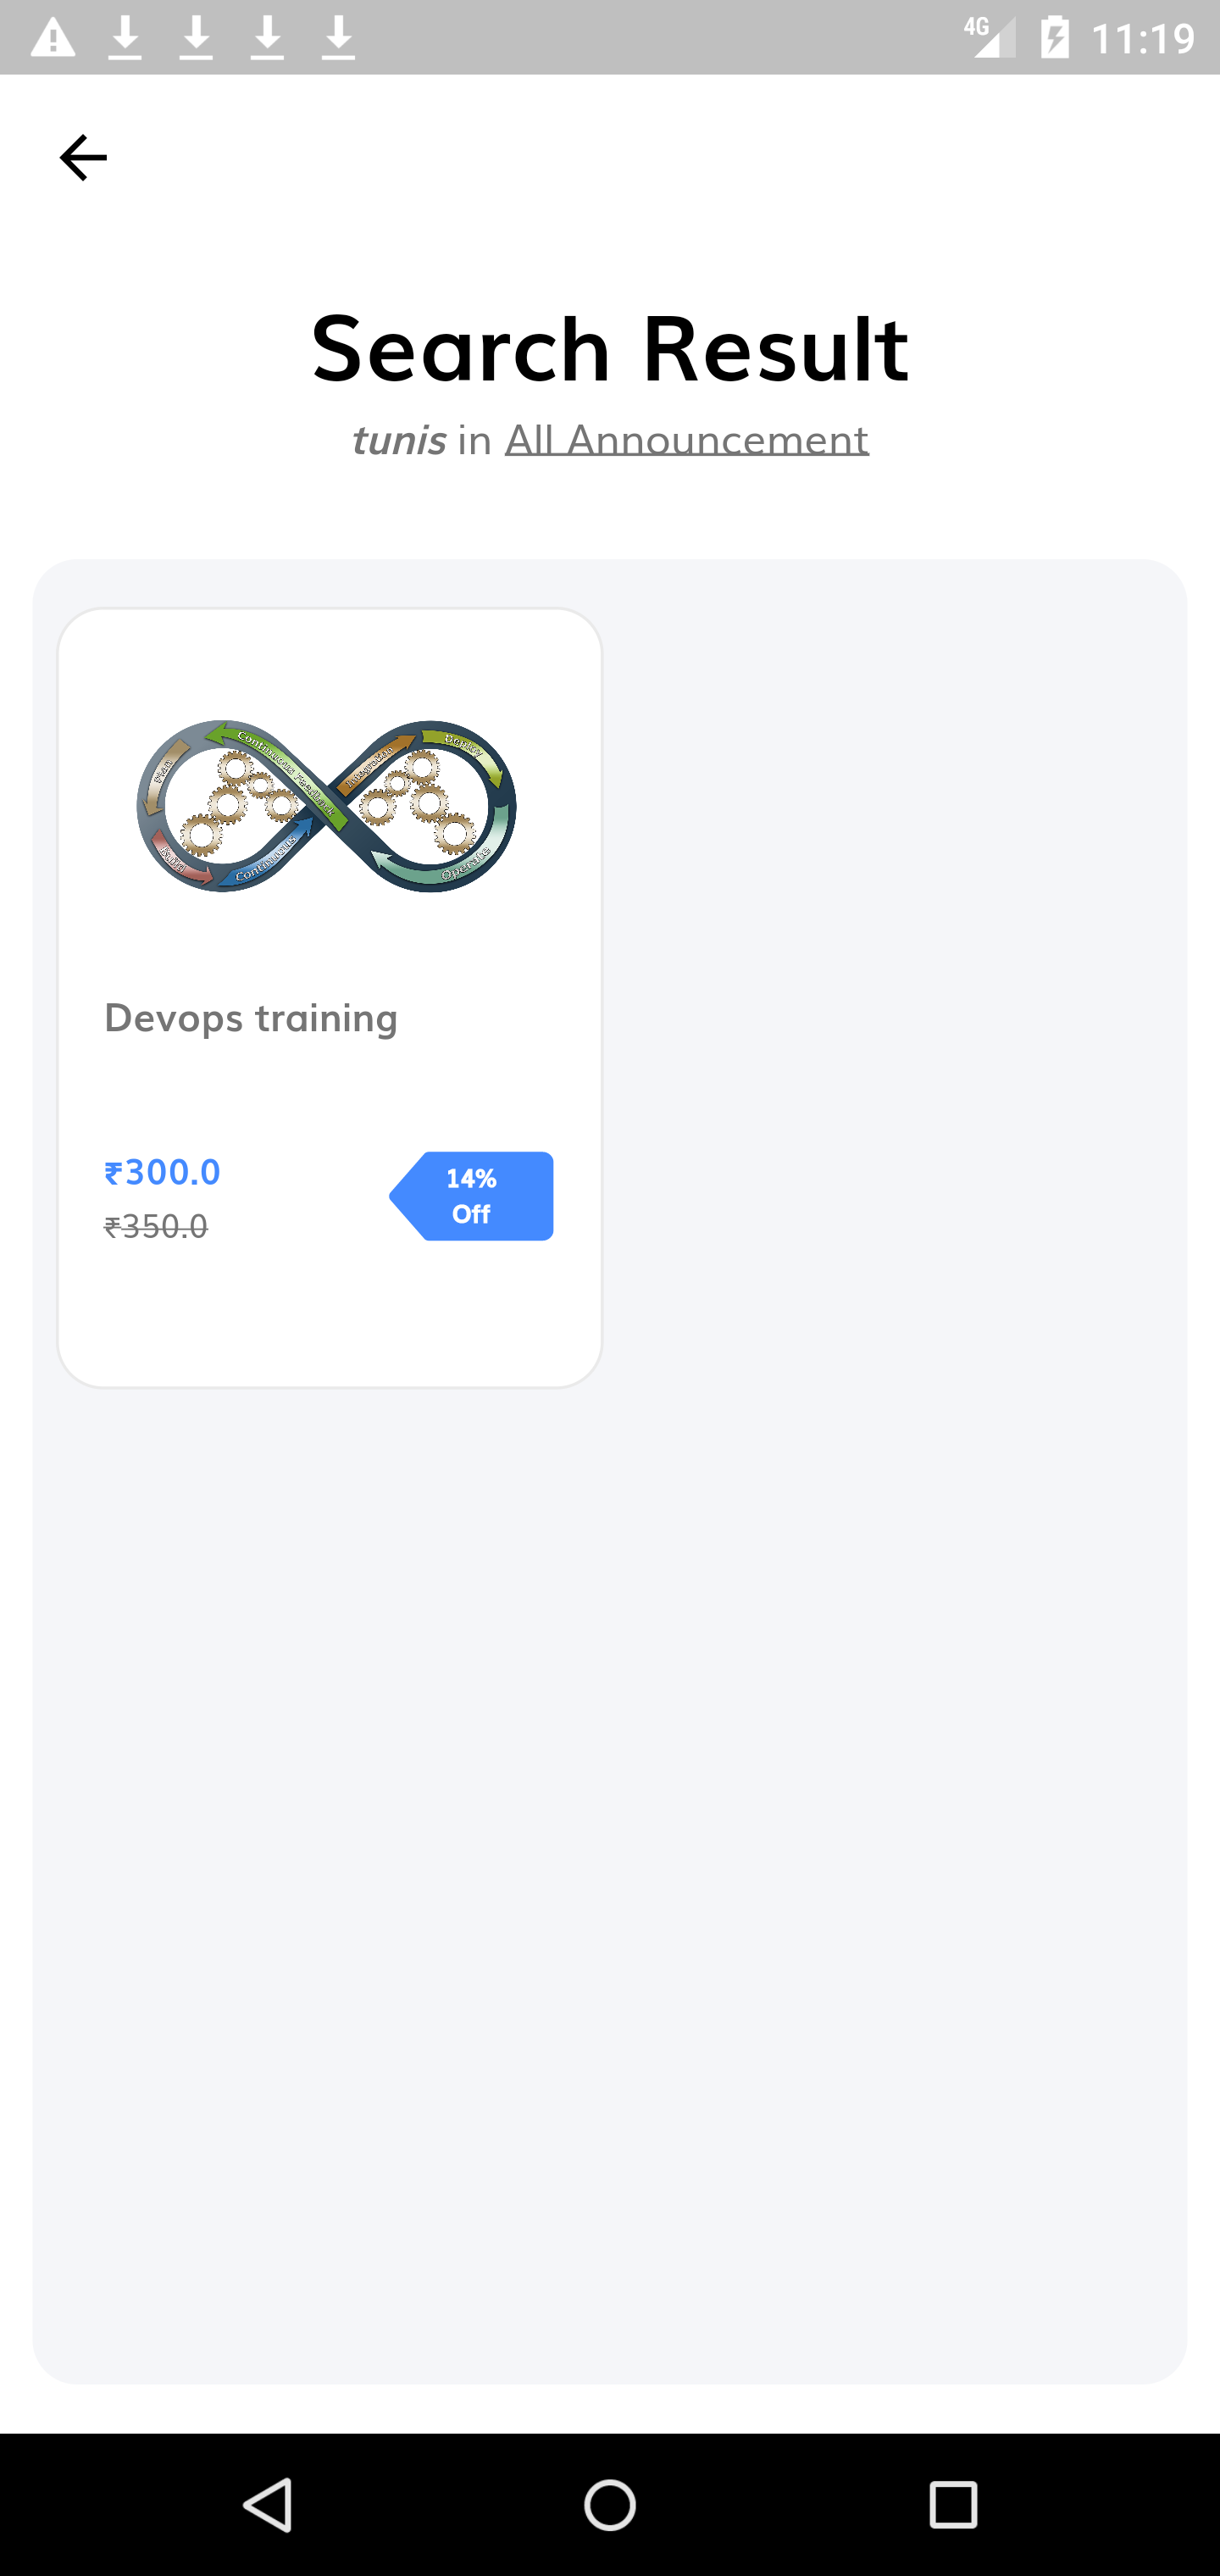 4G 11:19
Search Result
tunis in All Announcement
Plan
Build
Continuous
Continuous Feedback
Integration
Deploy
Operate
Devops training
₹300.0
₹350.0
14%
Off